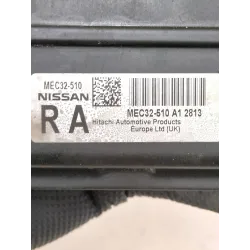 MEC32-510
NISSAN
RA
MEC32-510 A1 2813
Hitachi Automotive Products
Europe Ltd (UK)